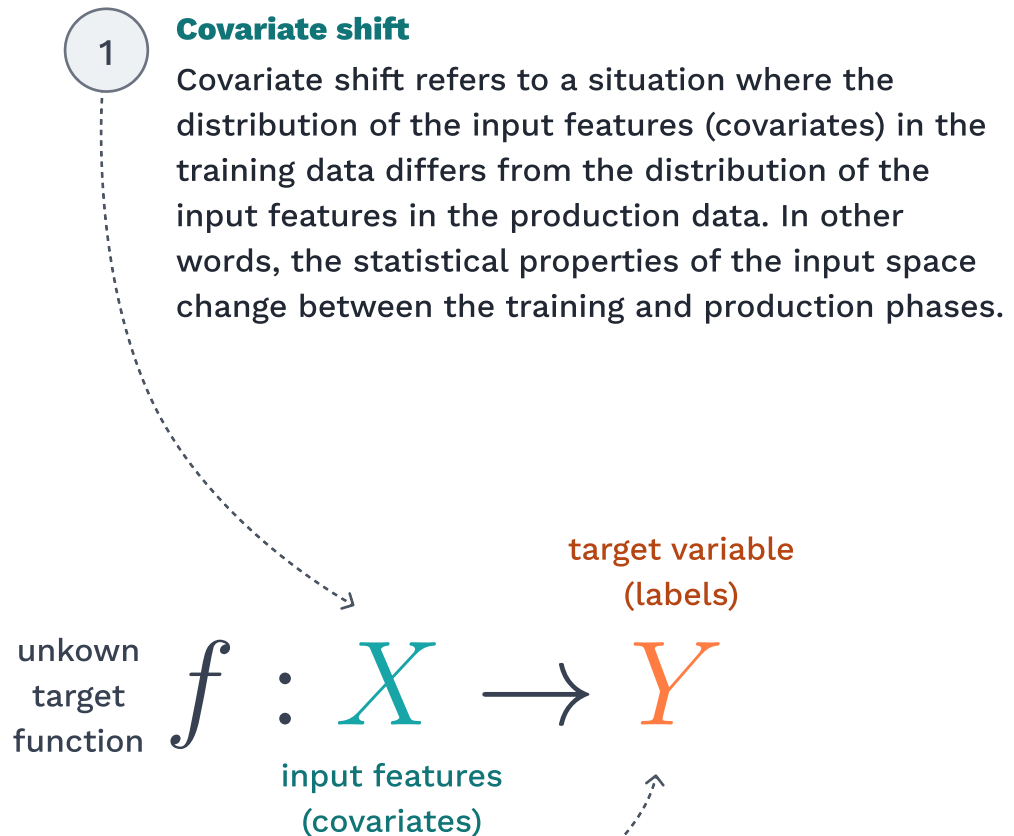 1
Covariate shift
Covariate shift refers to a situation where the
distribution of the input features (covariates) in the
training data differs from the distribution of the
input features in the production data. In other
words, the statistical properties of the input space
change between the training and production phases.
target variable
(labels)
unkown
target
function
f : X → Y
input features
(covariates)